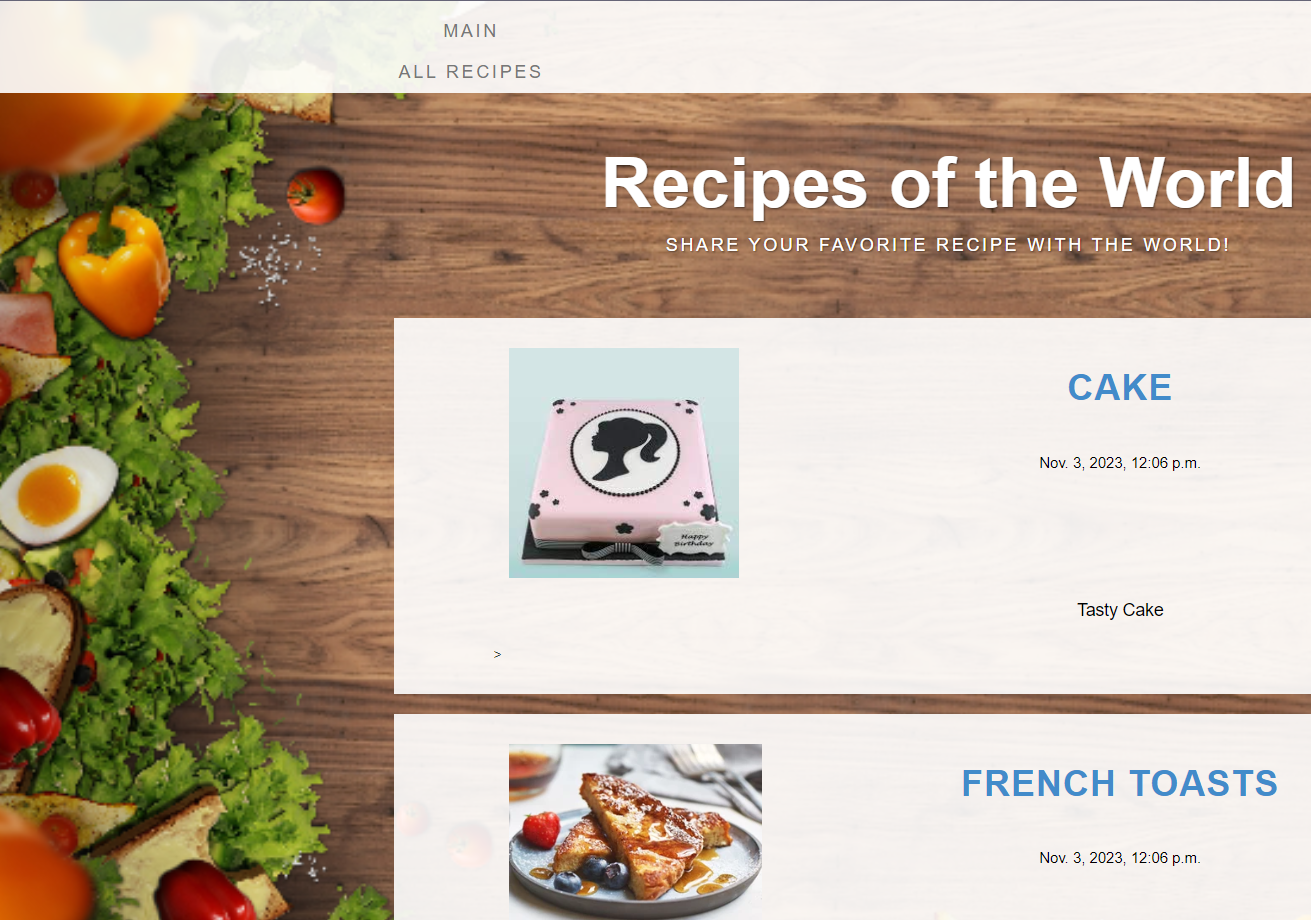 MAIN
ALL RECIPES
Recipes of the World
SHARE YOUR FAVORITE RECIPE WITH THE WORLD!
CAKE
Nov. 3, 2023, 12:06 p.m.
Happy
Birthday
Tasty Cake
>
FRENCH TOASTS
Nov. 3, 2023, 12:06 p.m.